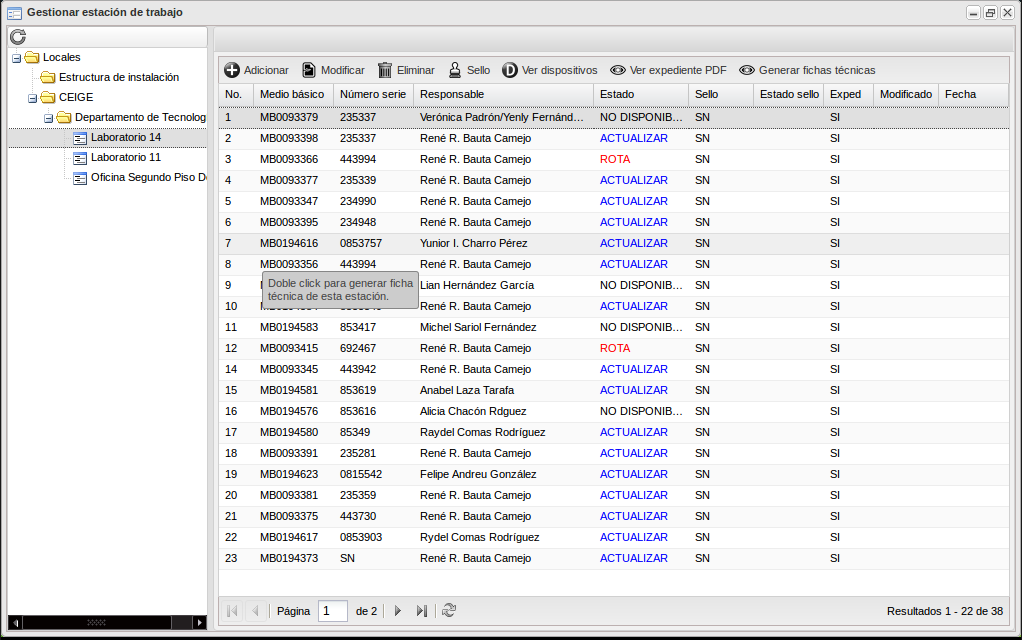 Gestionar estación de trabajo
Locales
Estructura de instalación
CEIGE
Departamento de Tecnolog
Laboratorio 14
Laboratorio 11
Oficina Segundo Piso D
Adicionar Modificar Eliminar Sello Ver dispositivos Ver expediente PDF Generar fichas técnicas
No. Medio básico Número serie Responsable Estado Sello Estado sello Exped Modificado Fecha
1 MB0093379 235337 Verónica Padrón/Yenly Fernánd... NO DISPONIB... SN SI
2 MB0093398 235337 René R. Bauta Camejo ACTUALIZAR SN SI
3 MB0093366 443994 René R. Bauta Camejo ROTA SN SI
4 MB0093377 235339 René R. Bauta Camejo ACTUALIZAR SN SI
5 MB0093347 234990 René R. Bauta Camejo ACTUALIZAR SN SI
6 MB0093395 234948 René R. Bauta Camejo ACTUALIZAR SN SI
7 MB0194616 0853757 Yunior I. Charro Pérez ACTUALIZAR SN SI
8 MB0093356 443994 René R. Bauta Camejo ACTUALIZAR SN SI
9 Lian Hernández García NO DISPONIB... SN SI
Doble click para generar ficha
técnica de esta estación.
10 René R. Bauta Camejo ACTUALIZAR SN SI
11 MB0194583 853417 Michel Sariol Fernández NO DISPONIB... SN SI
12 MB0093415 692467 René R. Bauta Camejo ROTA SN SI
14 MB0093345 443942 René R. Bauta Camejo ACTUALIZAR SN SI
15 MB0194581 853619 Anabel Laza Tarafa ACTUALIZAR SN SI
16 MB0194576 853616 Alicia Chacón Rdguez NO DISPONIB... SN SI
17 MB0194580 85349 Raydel Comas Rodríguez ACTUALIZAR SN SI
18 MB0093391 235281 René R. Bauta Camejo ACTUALIZAR SN SI
19 MB0194623 0815542 Felipe Andreu González ACTUALIZAR SN SI
20 MB0093381 235359 René R. Bauta Camejo ACTUALIZAR SN SI
21 MB0093375 443730 René R. Bauta Camejo ACTUALIZAR SN SI
22 MB0194617 0853903 Rydel Comas Rodríguez ACTUALIZAR SN SI
23 MB0194373 SN René R. Bauta Camejo ACTUALIZAR SN SI
Página 1 de 2 Resultados 1 - 22 de 38